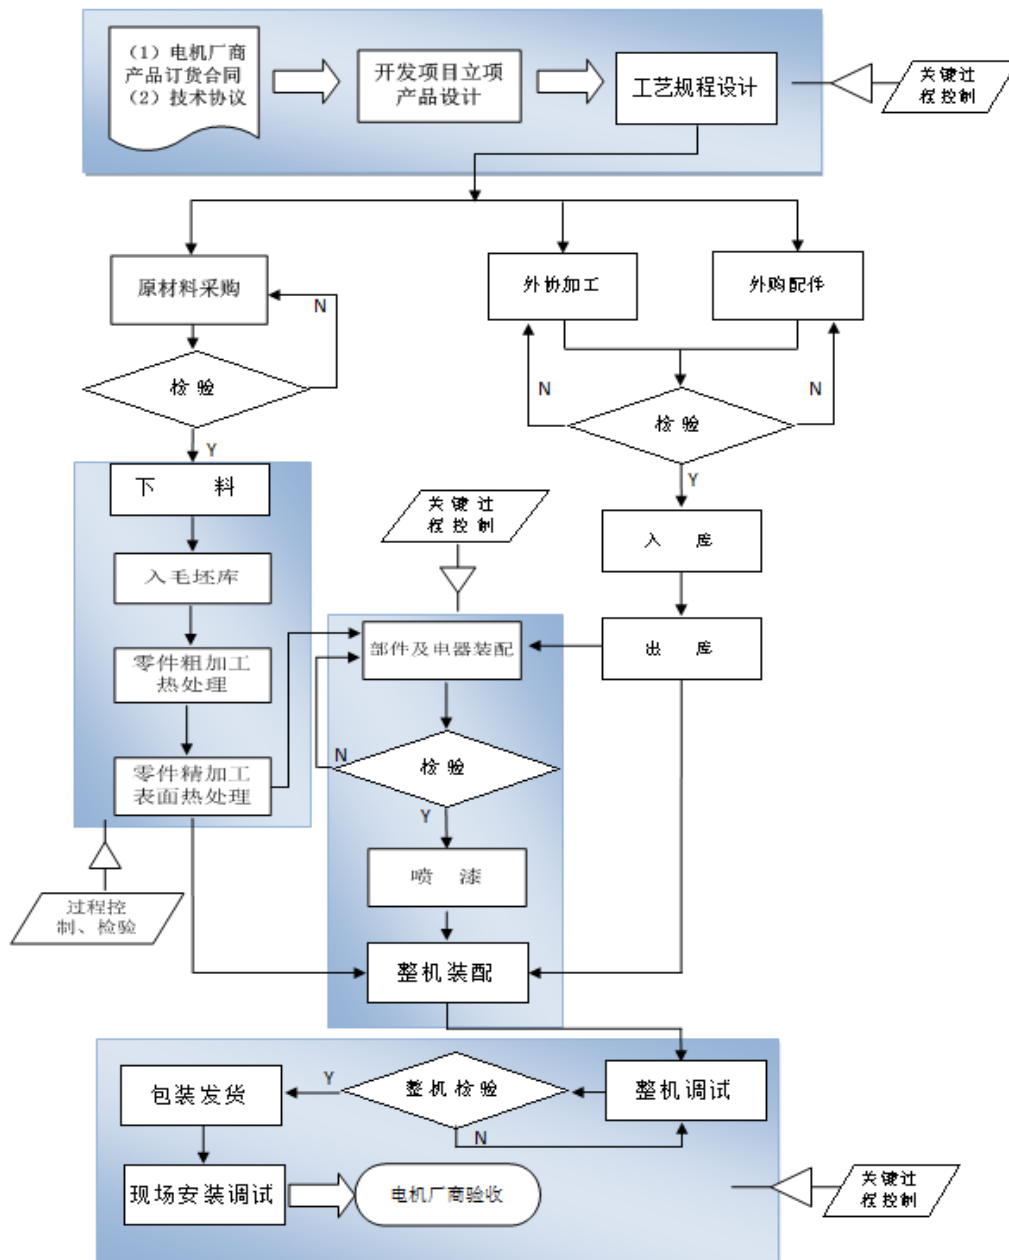 (1) 电机厂商
产品订货合同
(2) 技术协议
开发项目立项
产品设计
工艺规程设计
关键过
程控制
原材料采购
外协加工
外购配件
N
检验
N
N
检验
Y
Y
下 料
关键过
程控制
入 库
入毛坯库
部件及电器装配
出 库
零件粗加工
热处理
N
检验
零件精加工
表面热处理
Y
喷 漆
过程控
制、检验
整机装配
包装发货
Y
整机检验
整机调试
N
现场安装调试
电机厂商验收
关键过
程控制